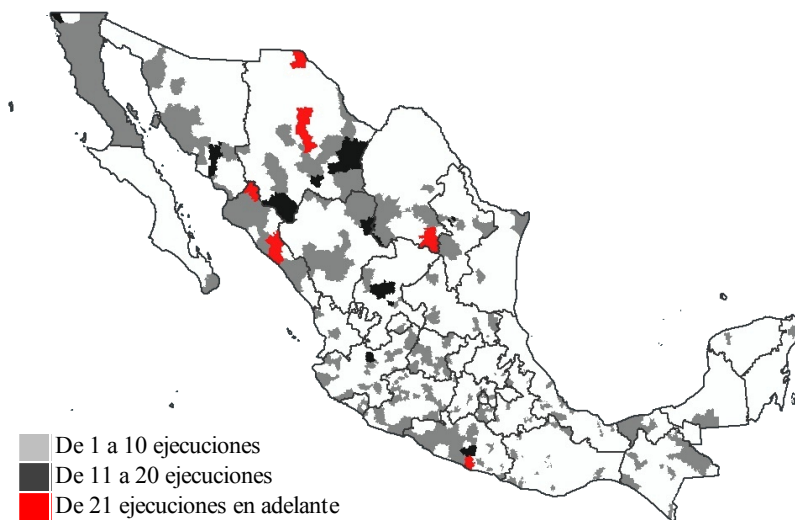 De 1 a 10 ejecuciones
De 11 a 20 ejecuciones
De 21 ejecuciones en adelante